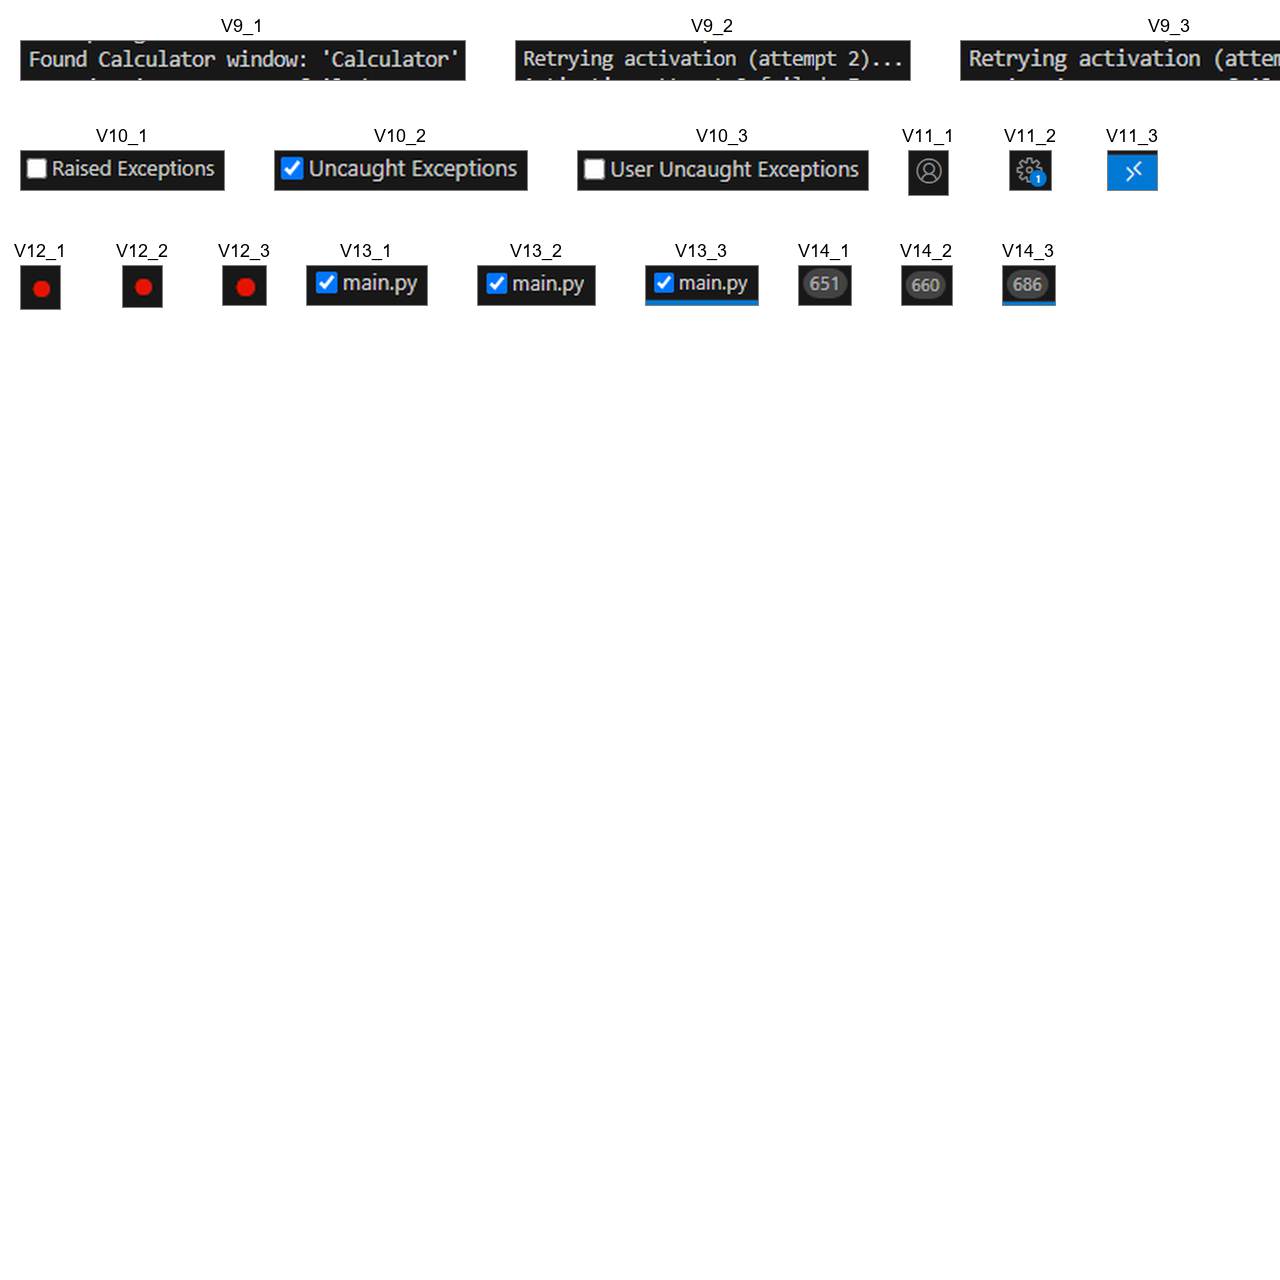 V9_1 V9_2 V9_3
Found Calculator window: 'Calculator' Retrying activation (attempt 2)... Retrying activation (attem
V10_1 V10_2 V10_3 V11_1 V11_2 V11_3
Raised Exceptions Uncaught Exceptions User Uncaught Exceptions 1
V12_1 V12_2 V12_3 V13_1 V13_2 V13_3 V14_1 V14_2 V14_3
main.py main.py main.py 651 660 686